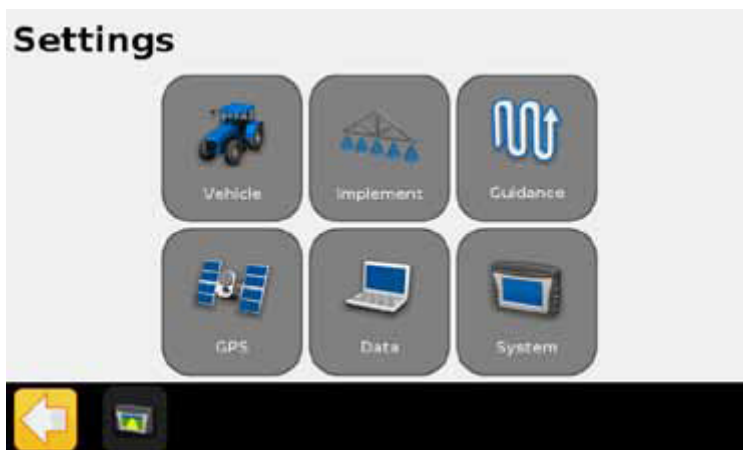 Settings
Vehicle
Implement
Guidance
GPS
Data
System